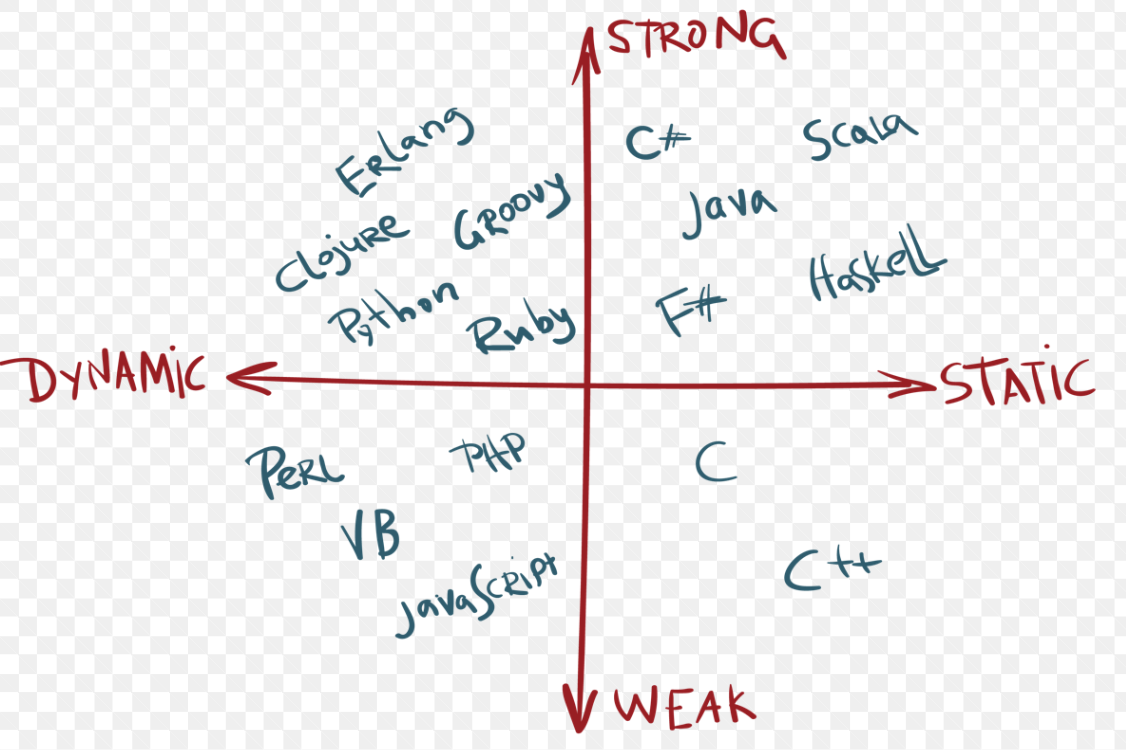 STRONG
Erlang
C#
Scala
Groovy
Java
Clojure
Haskell
Python
Ruby
F#
DYNAMIC
STATIC
Perl
PHP
C
VB
C++
JavaScript
WEAK